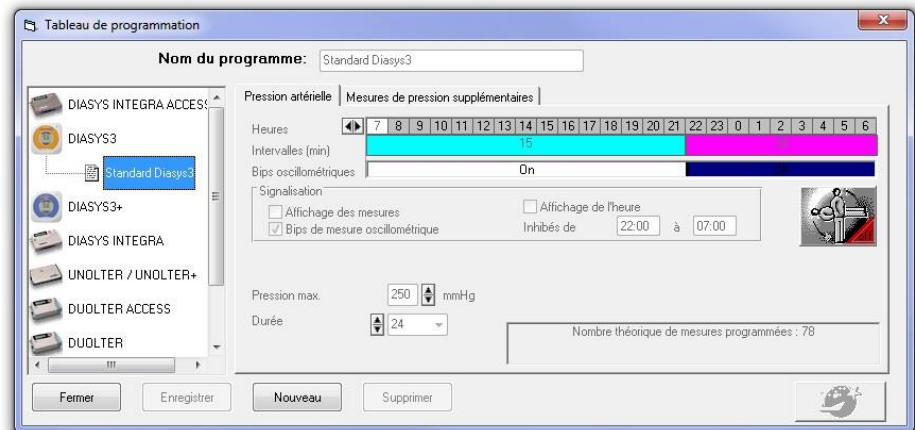 Tableau de programmation
Nom du programme: Standard Diasys3
DIASYS INTEGRA ACCES
DIASYS3
Standard Diasys3
DIASYS3+
DIASYS INTEGRA
UNOLTER / UNOLTER+
DUOLTER ACCESS
DUOLTER
Pression artérielle Mesures de pression supplémentaires
Heures 7 8 9 10 11 12 13 14 15 16 17 18 19 20 21 22 23 0 1 2 3 4 5 6
Intervalles (min) 15
Bips oscillométriques On
Signalisation
Affichage des mesures
Bips de mesure oscillométrique
Affichage de l'heure
Inhibés de 22:00 à 07:00
Pression max. 250 mmHg
Durée 24
Nombre théorique de mesures programmées : 78
Fermer Enregistrer Nouveau Supprimer